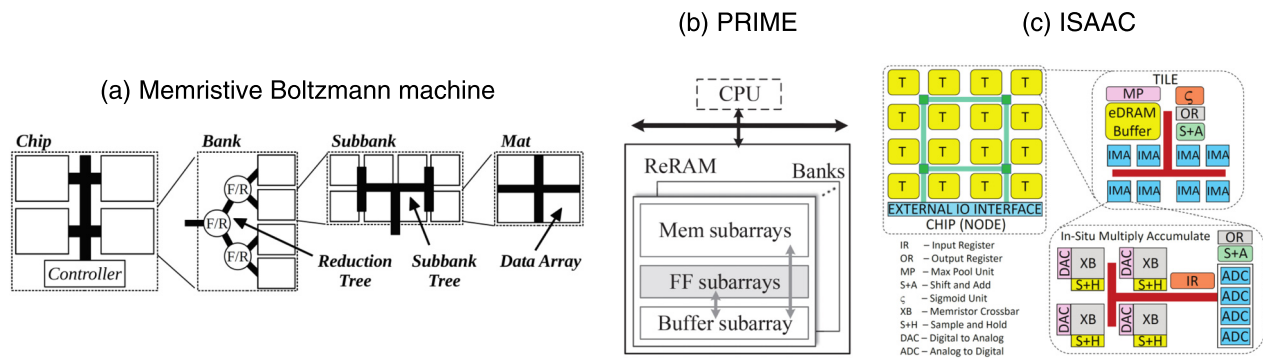 (a) Memristive Boltzmann machine
Chip
Controller
Bank
F/R
F/R
F/R
Reduction
Tree
Subbank
Subbank
Tree
Mat
Data Array
(b) PRIME
CPU
ReRAM
Banks
Mem subarrays
FF subarrays
Buffer subarray
(c) ISAAC
T T T T
T T T T
T T T T
T T T T
EXTERNAL IO INTERFACE
CHIP (NODE)
IR – Input Register
OR – Output Register
MP – Max Pool Unit
S+A – Shift and Add
ς – Sigmoid Unit
XB – Memristor Crossbar
S+H – Sample and Hold
DAC – Digital to Analog
ADC – Analog to Digital
TILE
MP
ς
eDRAM
Buffer
OR
S+A
IMA IMA IMA IMA
IMA IMA IMA IMA
In-Situ Multiply Accumulate
OR
S+A
DAC XB S+H
DAC XB S+H
IR
DAC XB S+H
DAC XB S+H
ADC
ADC
ADC
ADC